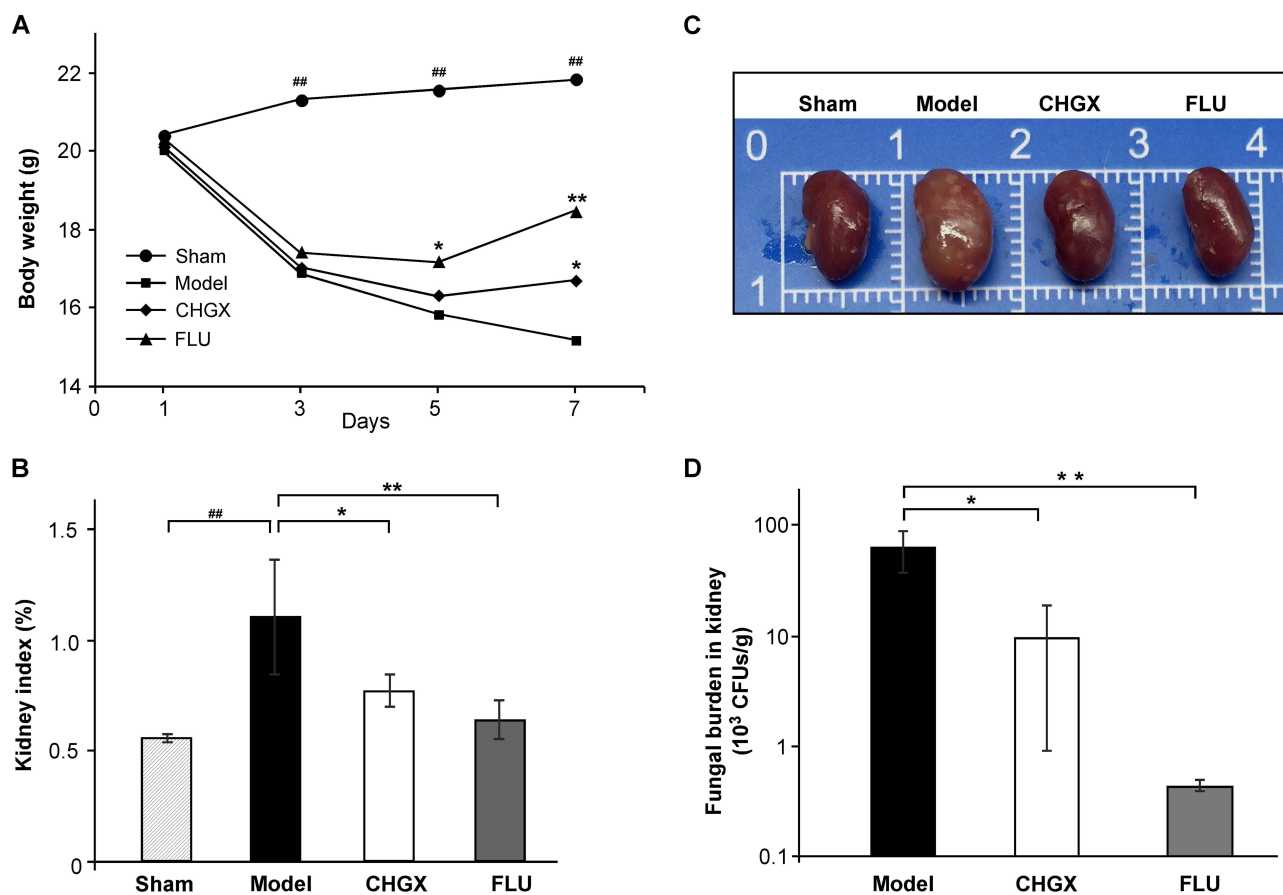 A
Body weight (g)
22
20
18
16
14
##
##
##
**
*
*
Sham
Model
CHGX
FLU
0
1
3
5
7
Days
B
Kidney index (%)
1.5
1.0
0.5
0
##
*
**
Sham
Model
CHGX
FLU
C
Sham Model CHGX FLU
0 1 2 3 4
1
D
Fungal burden in kidney
(10³ CFUs/g)
100
10
1
0.1
* *
*
Model
CHGX
FLU